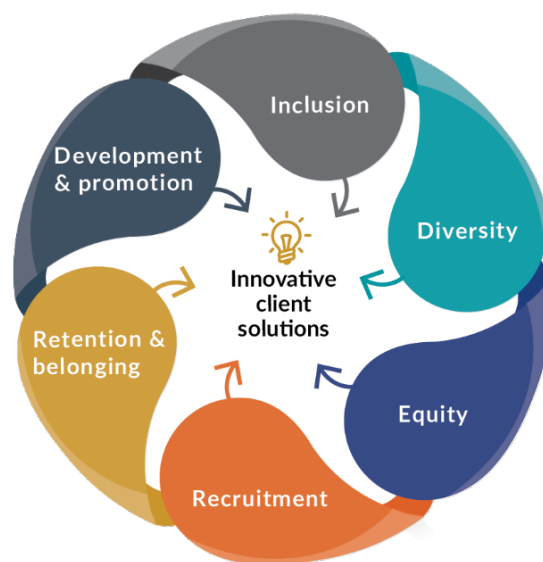 Inclusion
Development
& promotion
Diversity
Innovative
client
solutions
Retention &
belonging
Equity
Recruitment